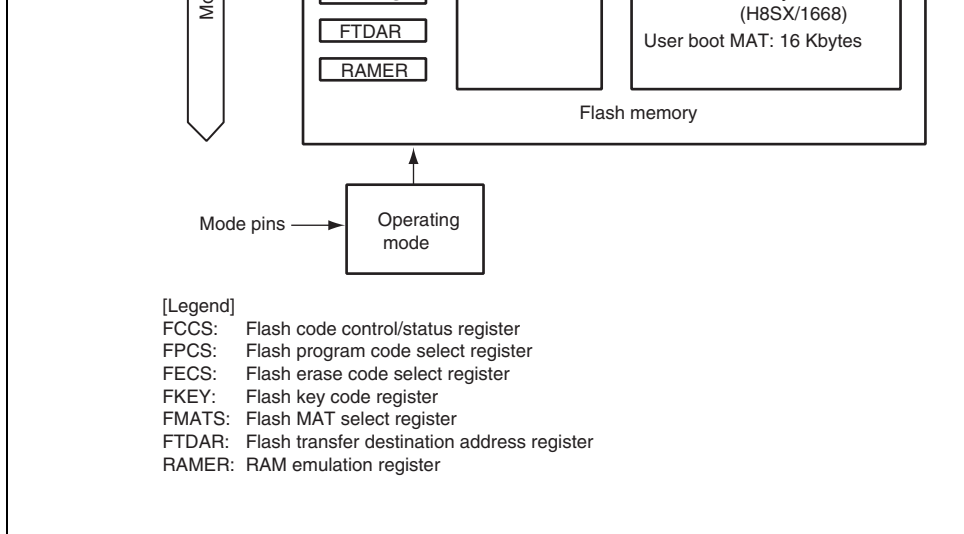 (H8SX/1668)
FTDAR
User boot MAT: 16 Kbytes
RAMER
Flash memory
Mode pins
Operating
mode
[Legend]
FCCS: Flash code control/status register
FPCS: Flash program code select register
FECS: Flash erase code select register
FKEY: Flash key code register
FMATS: Flash MAT select register
FTDAR: Flash transfer destination address register
RAMER: RAM emulation register